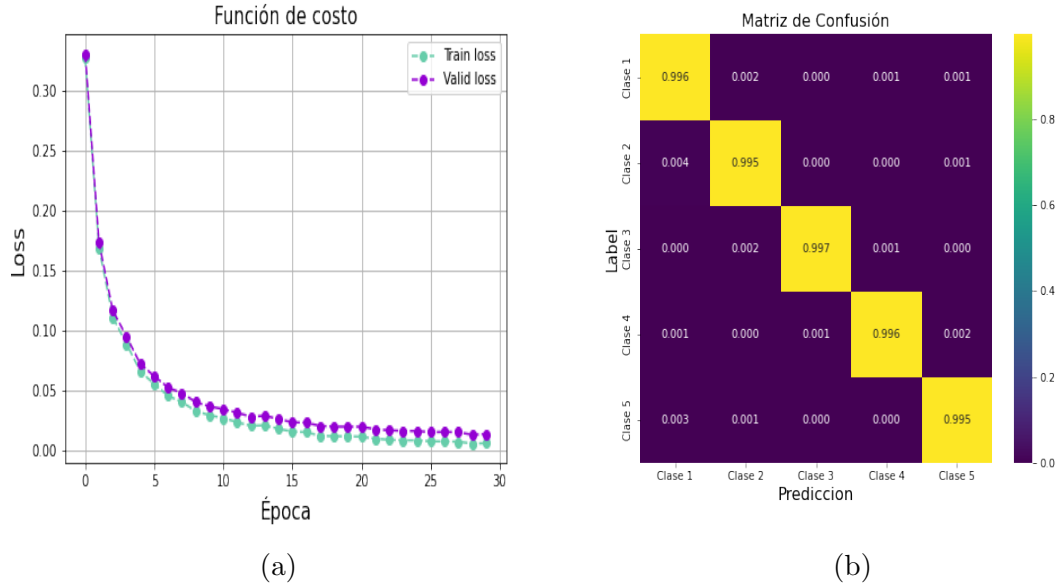 Función de costo
Train loss
Valid loss
0.30
0.25
0.20
0.15
0.10
0.05
0.00
Loss
0 5 10 15 20 25 30
Época
(a)
Matriz de Confusión
Clase 1 0.996 0.002 0.000 0.001 0.001
Clase 2 0.004 0.995 0.000 0.000 0.001
Clase 3 0.000 0.002 0.997 0.001 0.000
Clase 4 0.001 0.000 0.001 0.996 0.002
Clase 5 0.003 0.001 0.000 0.000 0.995
Label
Clase 1 Clase 2 Clase 3 Clase 4 Clase 5
Prediccion
0.8
0.6
0.4
0.2
0.0
(b)